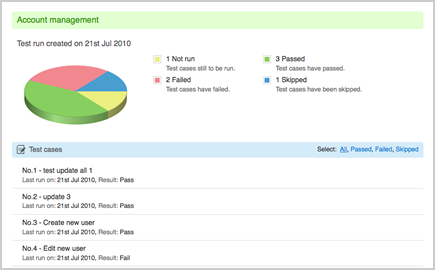 Account management
Test run created on 21st Jul 2010
1 Not run
Test cases still to be run.
3 Passed
Test cases have passed.
2 Failed
Test cases have failed.
1 Skipped
Test cases have been skipped.
Test cases
Select: All, Passed, Failed, Skipped
No.1 - test update all 1
Last run on: 21st Jul 2010, Result: Pass
No.2 - update 3
Last run on: 21st Jul 2010, Result: Pass
No.3 - Create new user
Last run on: 21st Jul 2010, Result: Pass
No.4 - Edit new user
Last run on: 21st Jul 2010, Result: Fail